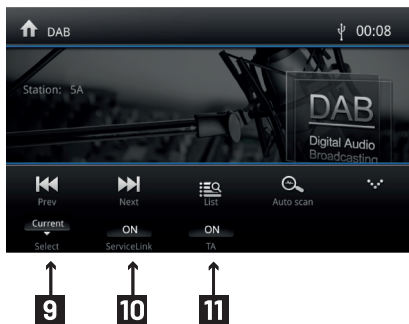 DAB 00:08
Station: 5A
DAB
Digital Audio
Broadcasting
Prev Next List Auto scan
Current ON ON
Select ServiceLink TA
9 10 11